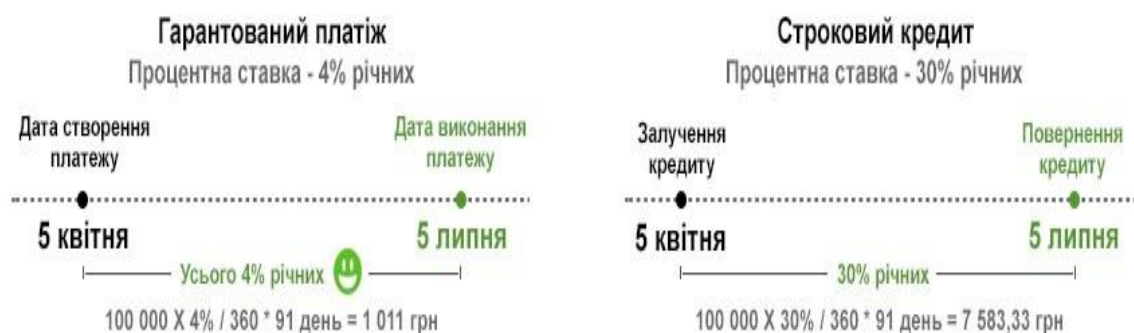 Гарантований платіж
Процентна ставка - 4% річних
Дата створення
платежу
Дата виконання
платежу
5 квітня
5 липня
Усього 4% річних
100 000 X 4% / 360 * 91 день = 1 011 грн
Строковий кредит
Процентна ставка - 30% річних
Залучення
кредиту
Повернення
кредиту
5 квітня
5 липня
30% річних
100 000 X 30% / 360 * 91 день = 7 583,33 грн